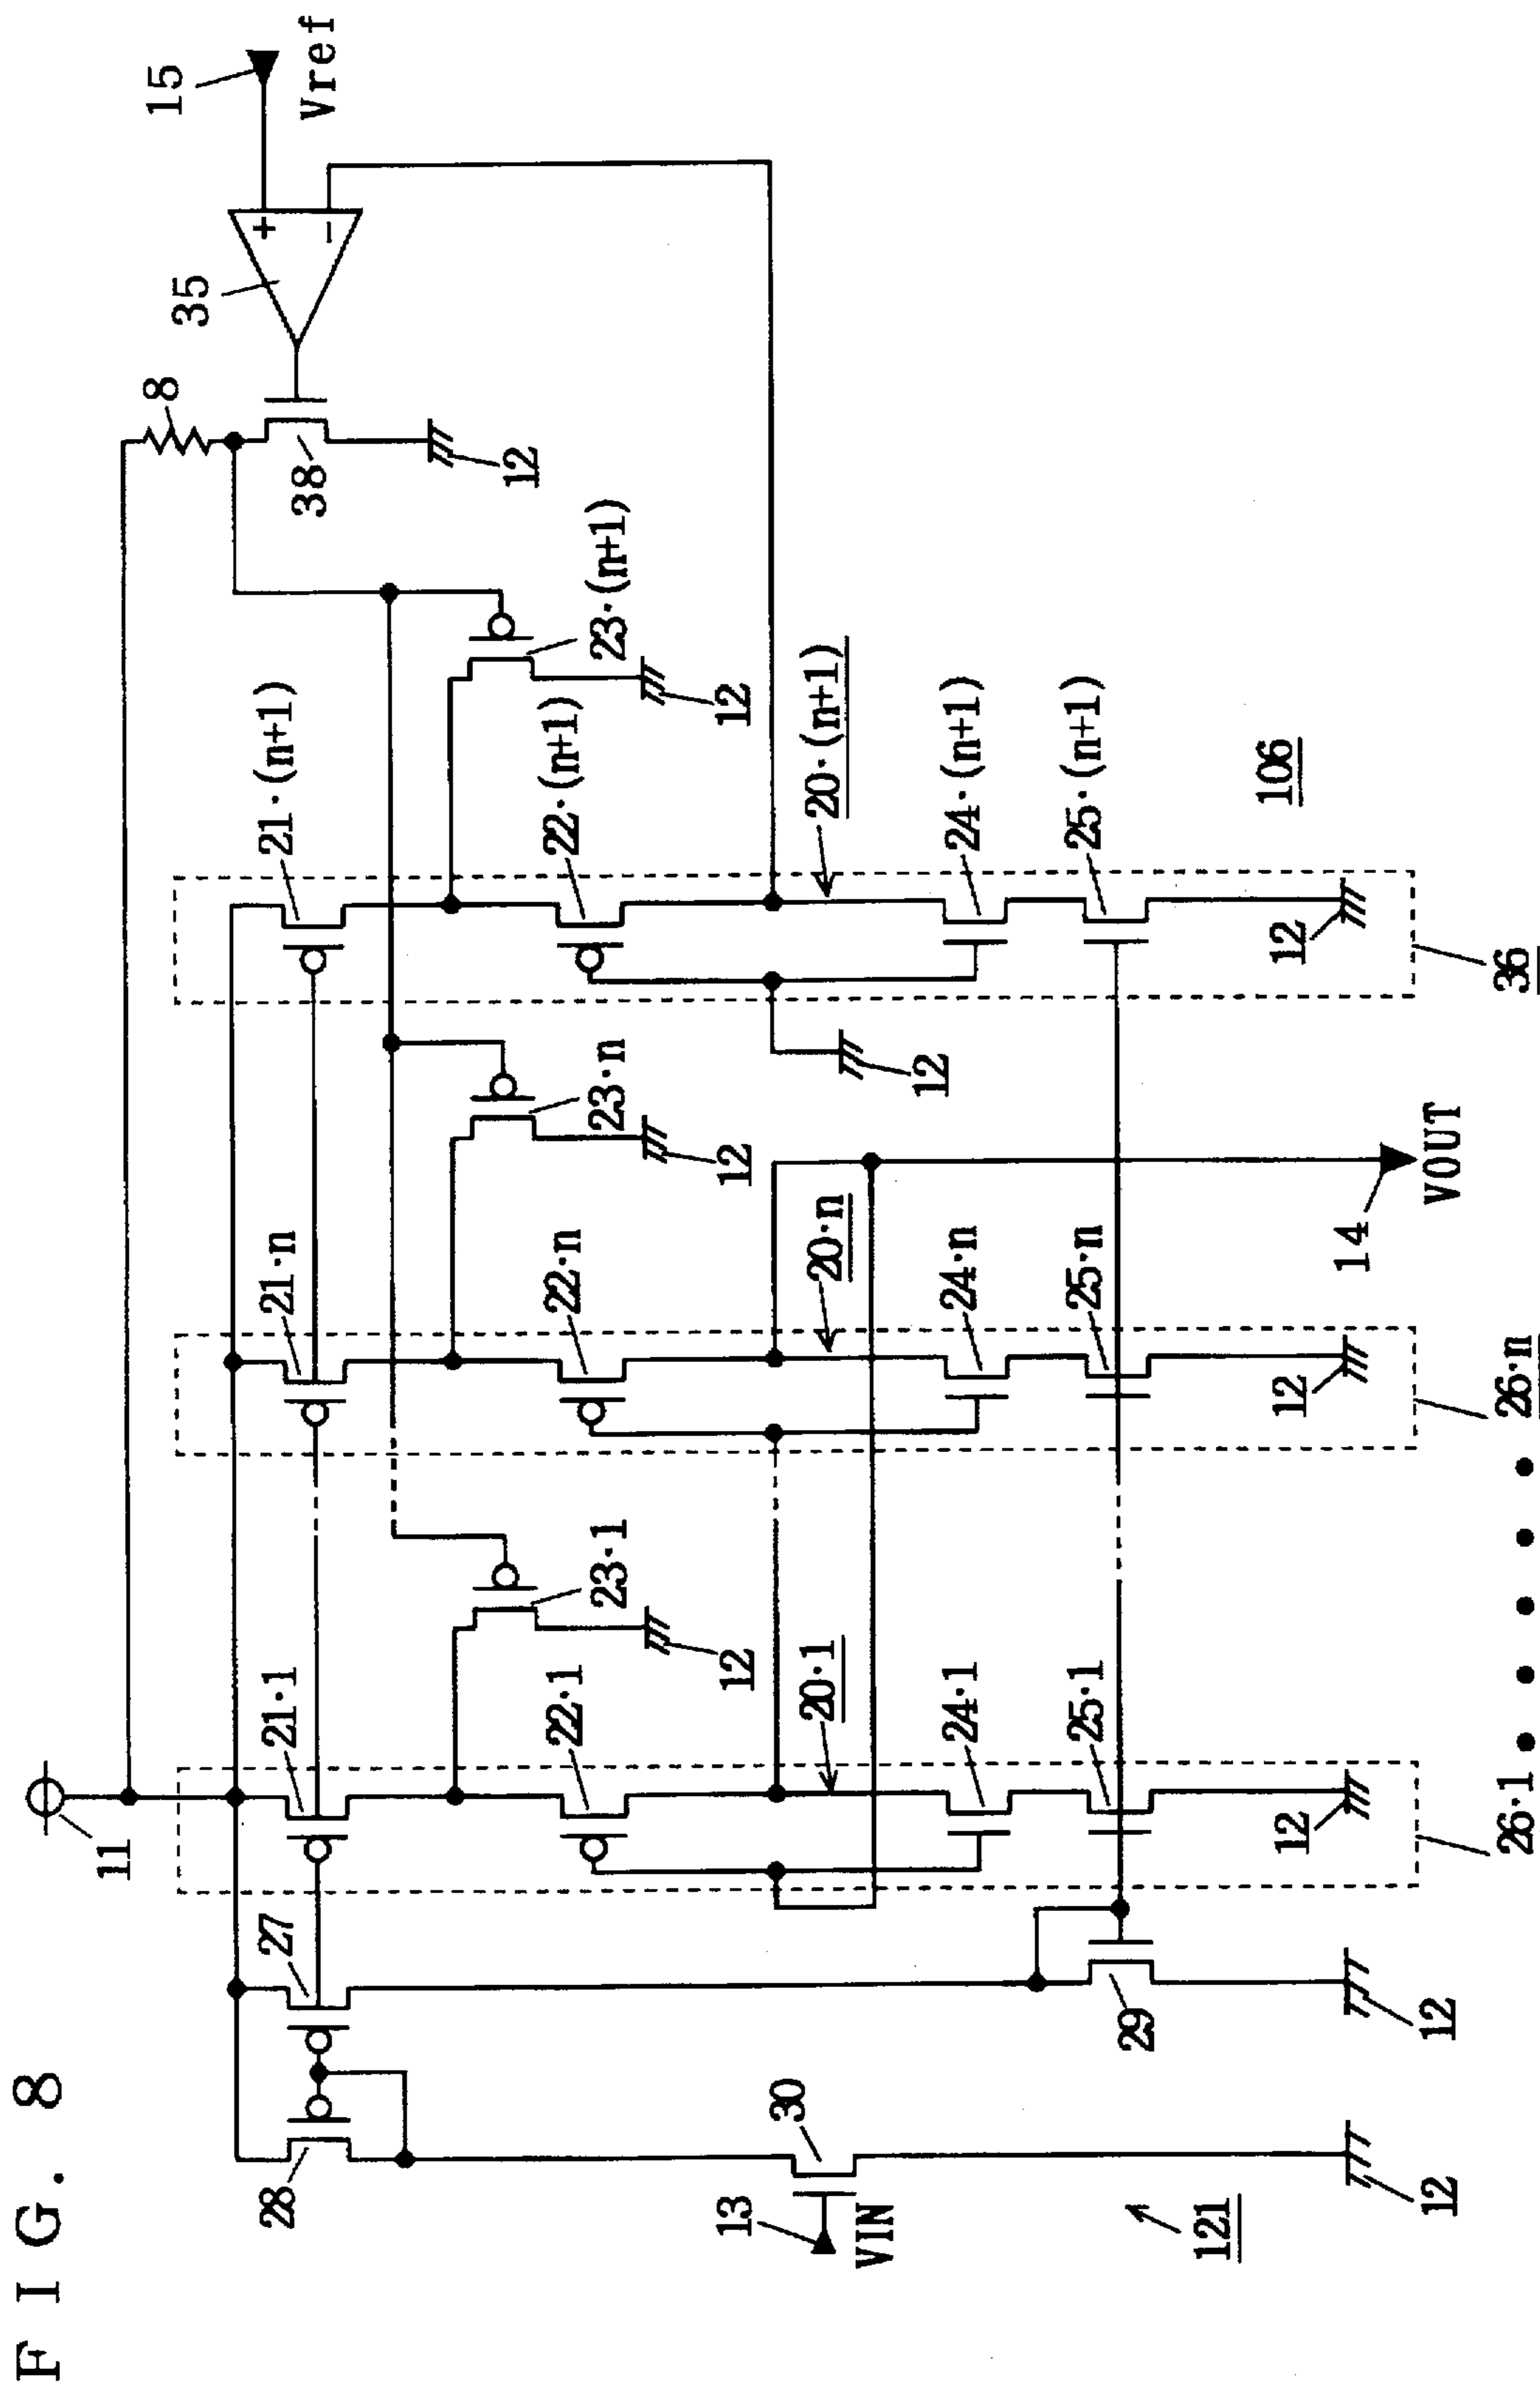 FIG. 8
11
8
15
Vref
35
+
−
38
12
28
27
21·1
21·n
21·(n+1)
23·1
23·n
23·(n+1)
12
12
12
22·1
22·n
22·(n+1)
13
VIN
30
20·1
20·n
20·(n+1)
12
24·1
24·n
24·(n+1)
29
25·1
25·n
25·(n+1)
121
106
12
12
12
12
12
14
VOUT
26·1 • • • • • 26·n
36